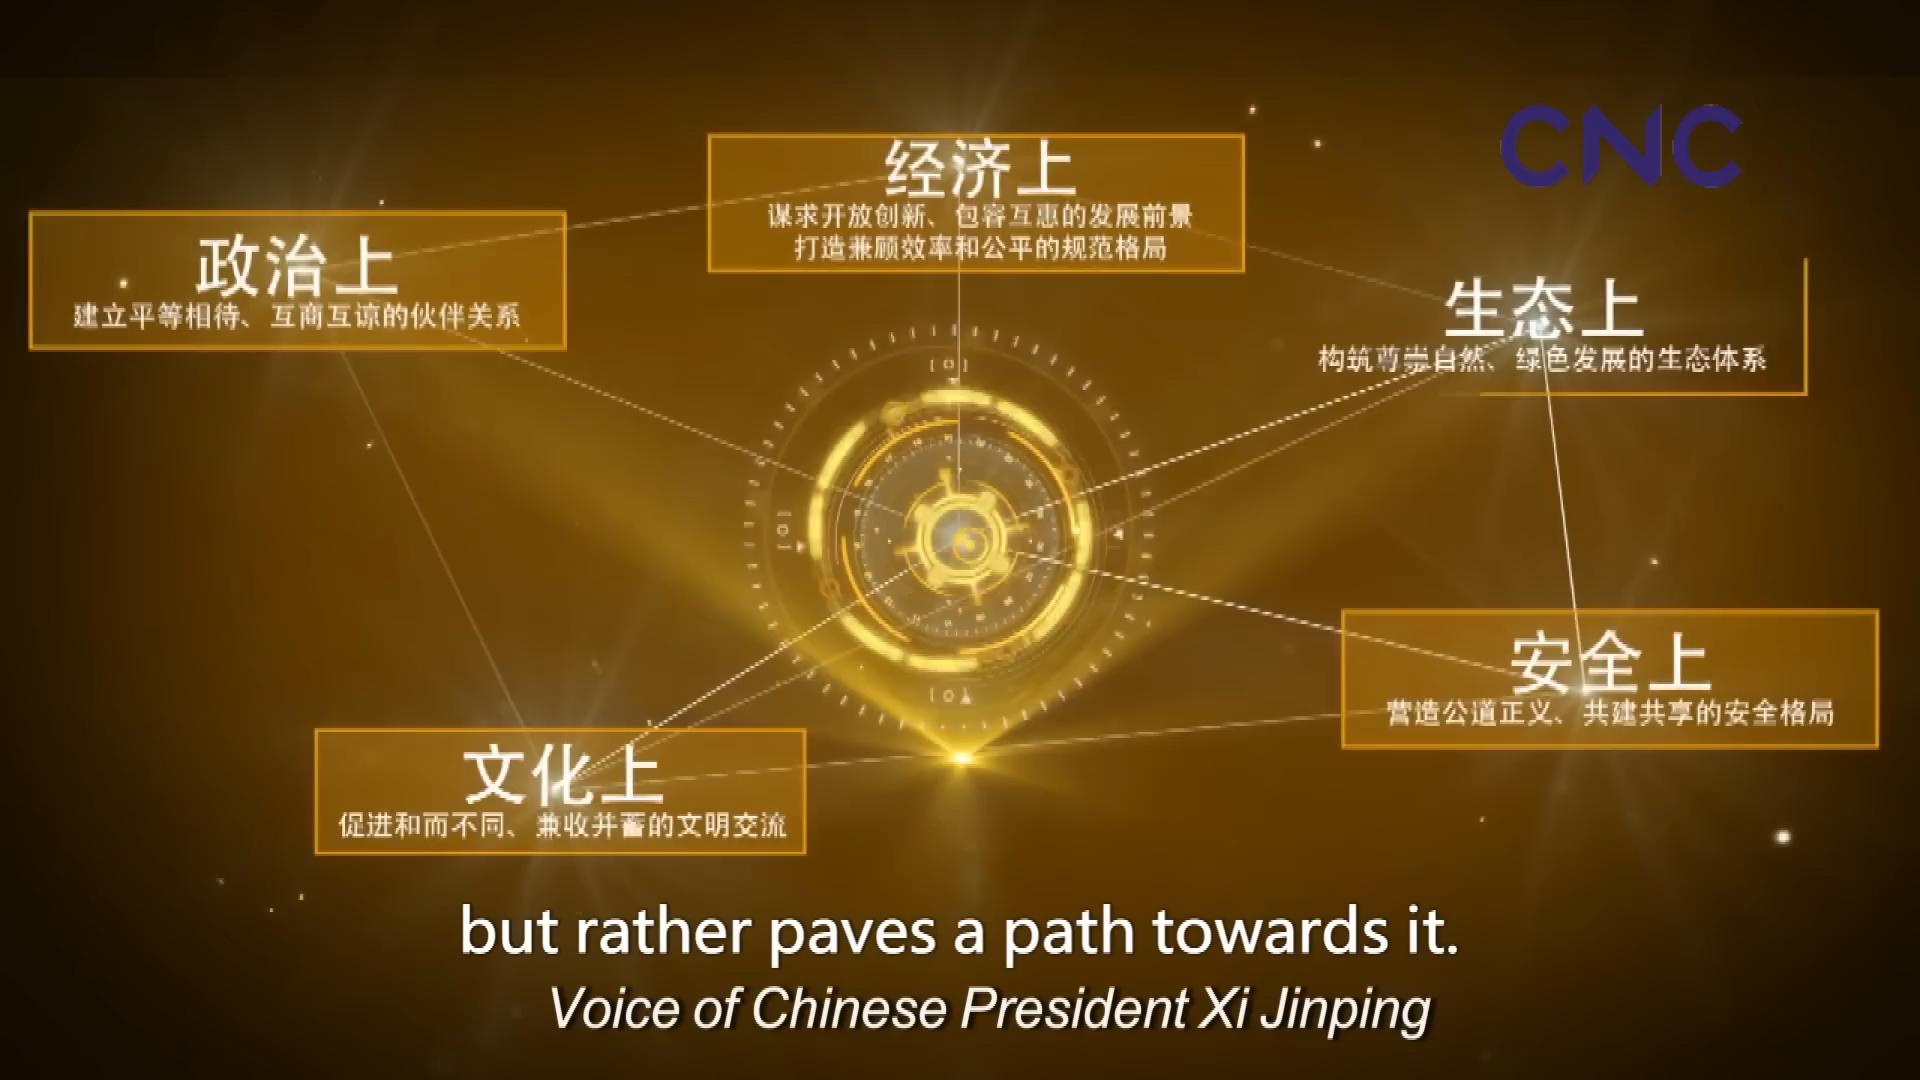 CNC
经济上
谋求开放创新、包容互惠的发展前景
打造兼顾效率和公平的规范格局
政治上
建立平等相待、互商互谅的伙伴关系
生态上
构筑尊崇自然、绿色发展的生态体系
安全上
营造公道正义、共建共享的安全格局
文化上
促进和而不同、兼收并蓄的文明交流
but rather paves a path towards it.
Voice of Chinese President Xi Jinping